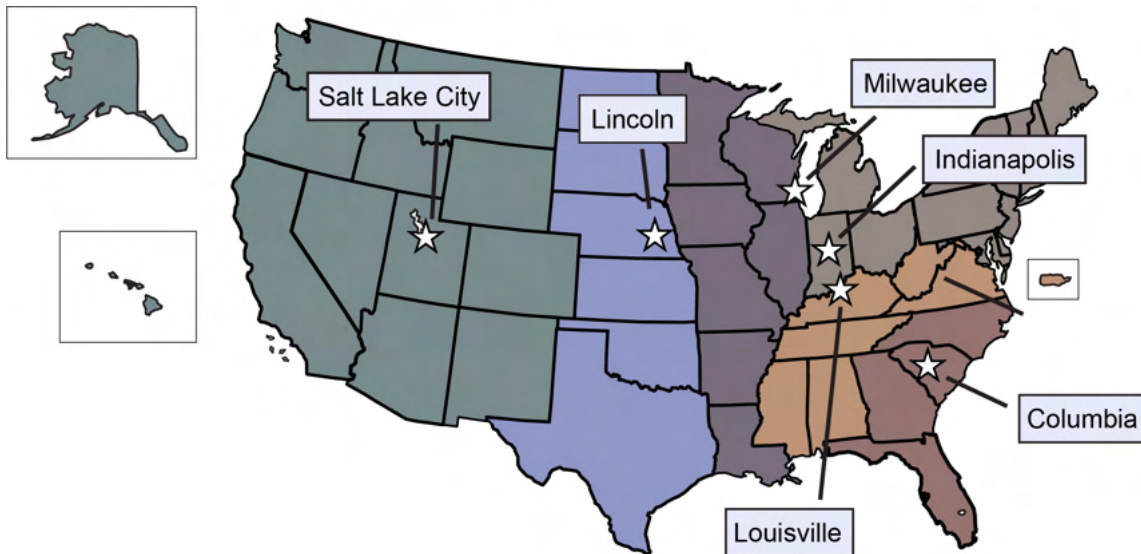 Milwaukee
Salt Lake City
Lincoln
Indianapolis
Columbia
Louisville